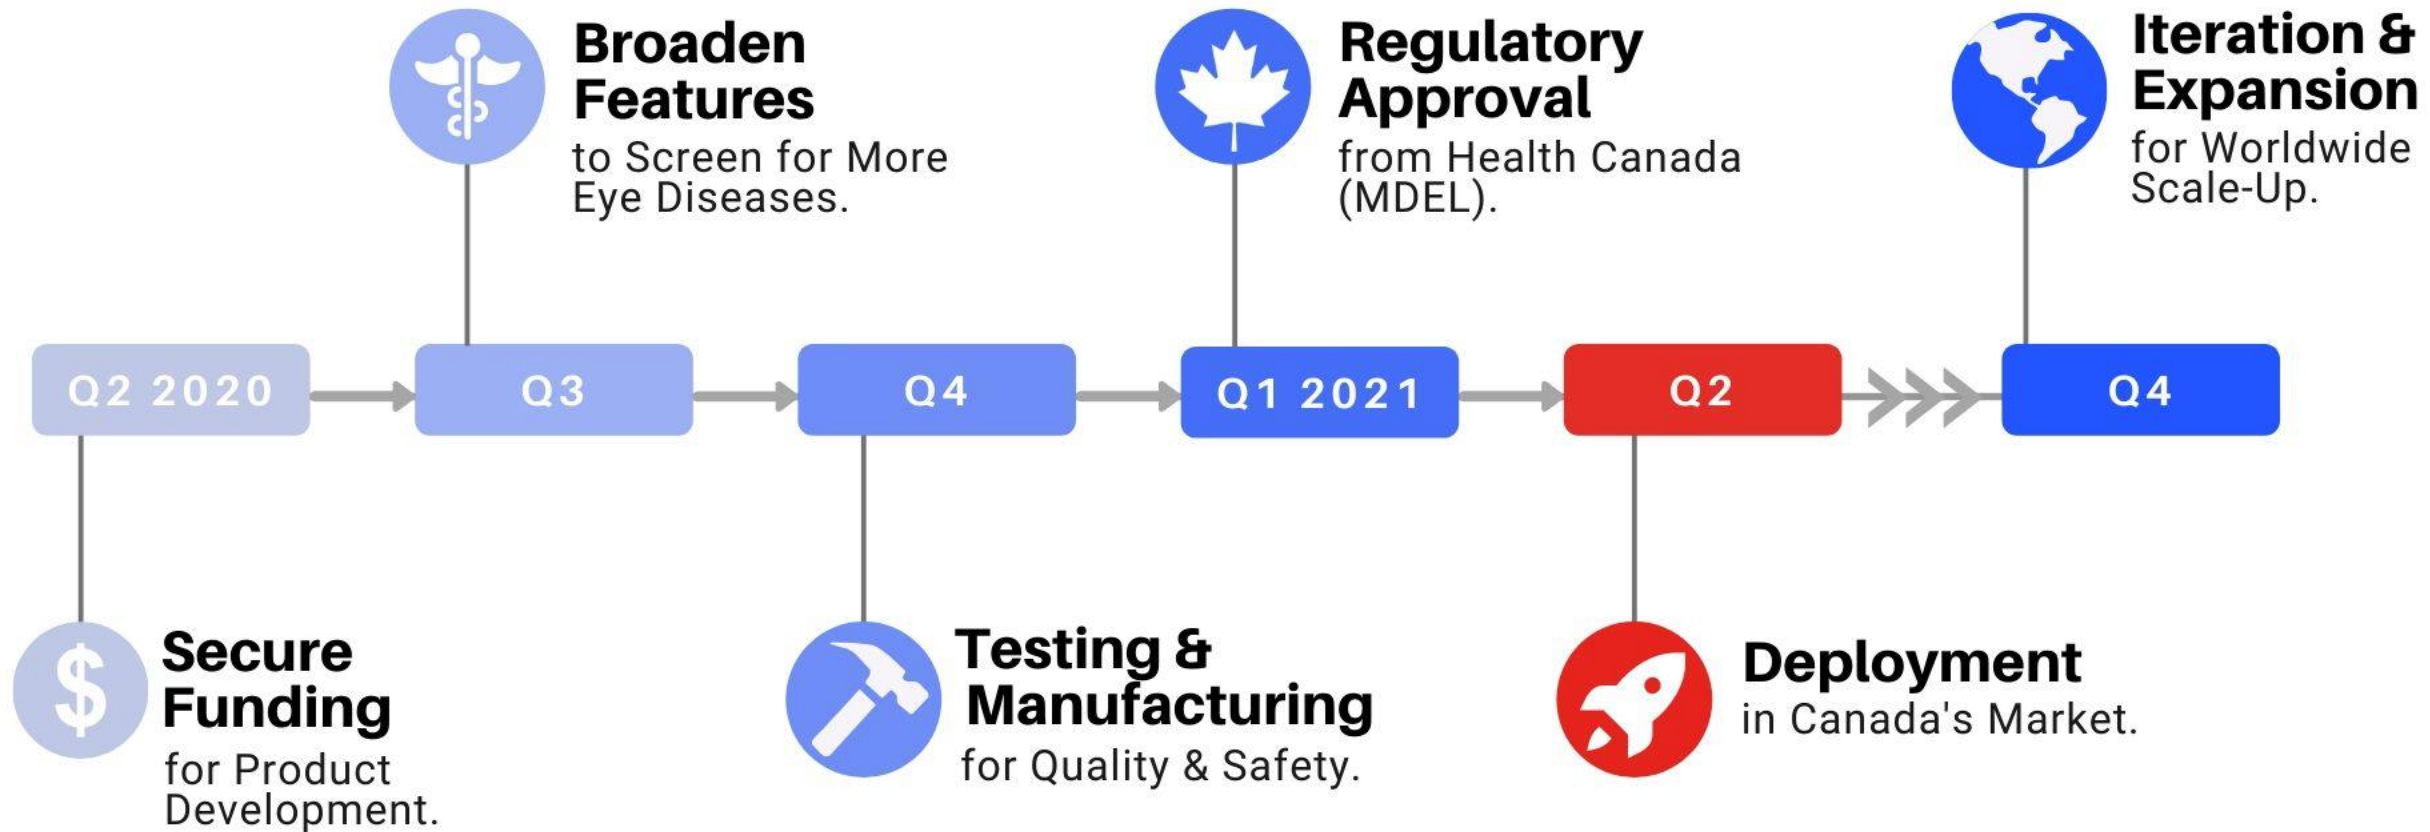 Broaden
Features
to Screen for More
Eye Diseases.
Regulatory
Approval
from Health Canada
(MDEL).
Iteration &
Expansion
for Worldwide
Scale-Up.
Q2 2020
Q3
Q4
Q1 2021
Q2
Q4
$
Secure
Funding
for Product
Development.
Testing &
Manufacturing
for Quality & Safety.
Deployment
in Canada's Market.